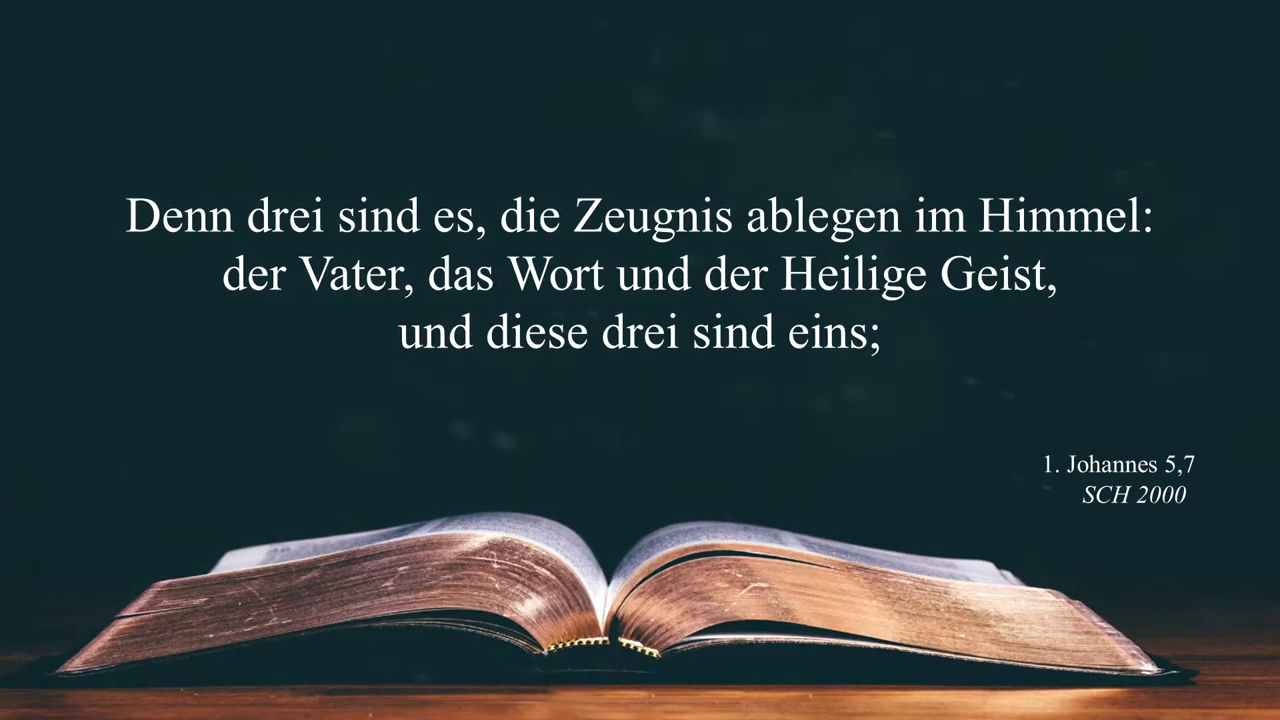 Denn drei sind es, die Zeugnis ablegen im Himmel:
der Vater, das Wort und der Heilige Geist,
und diese drei sind eins;
1. Johannes 5,7
SCH 2000